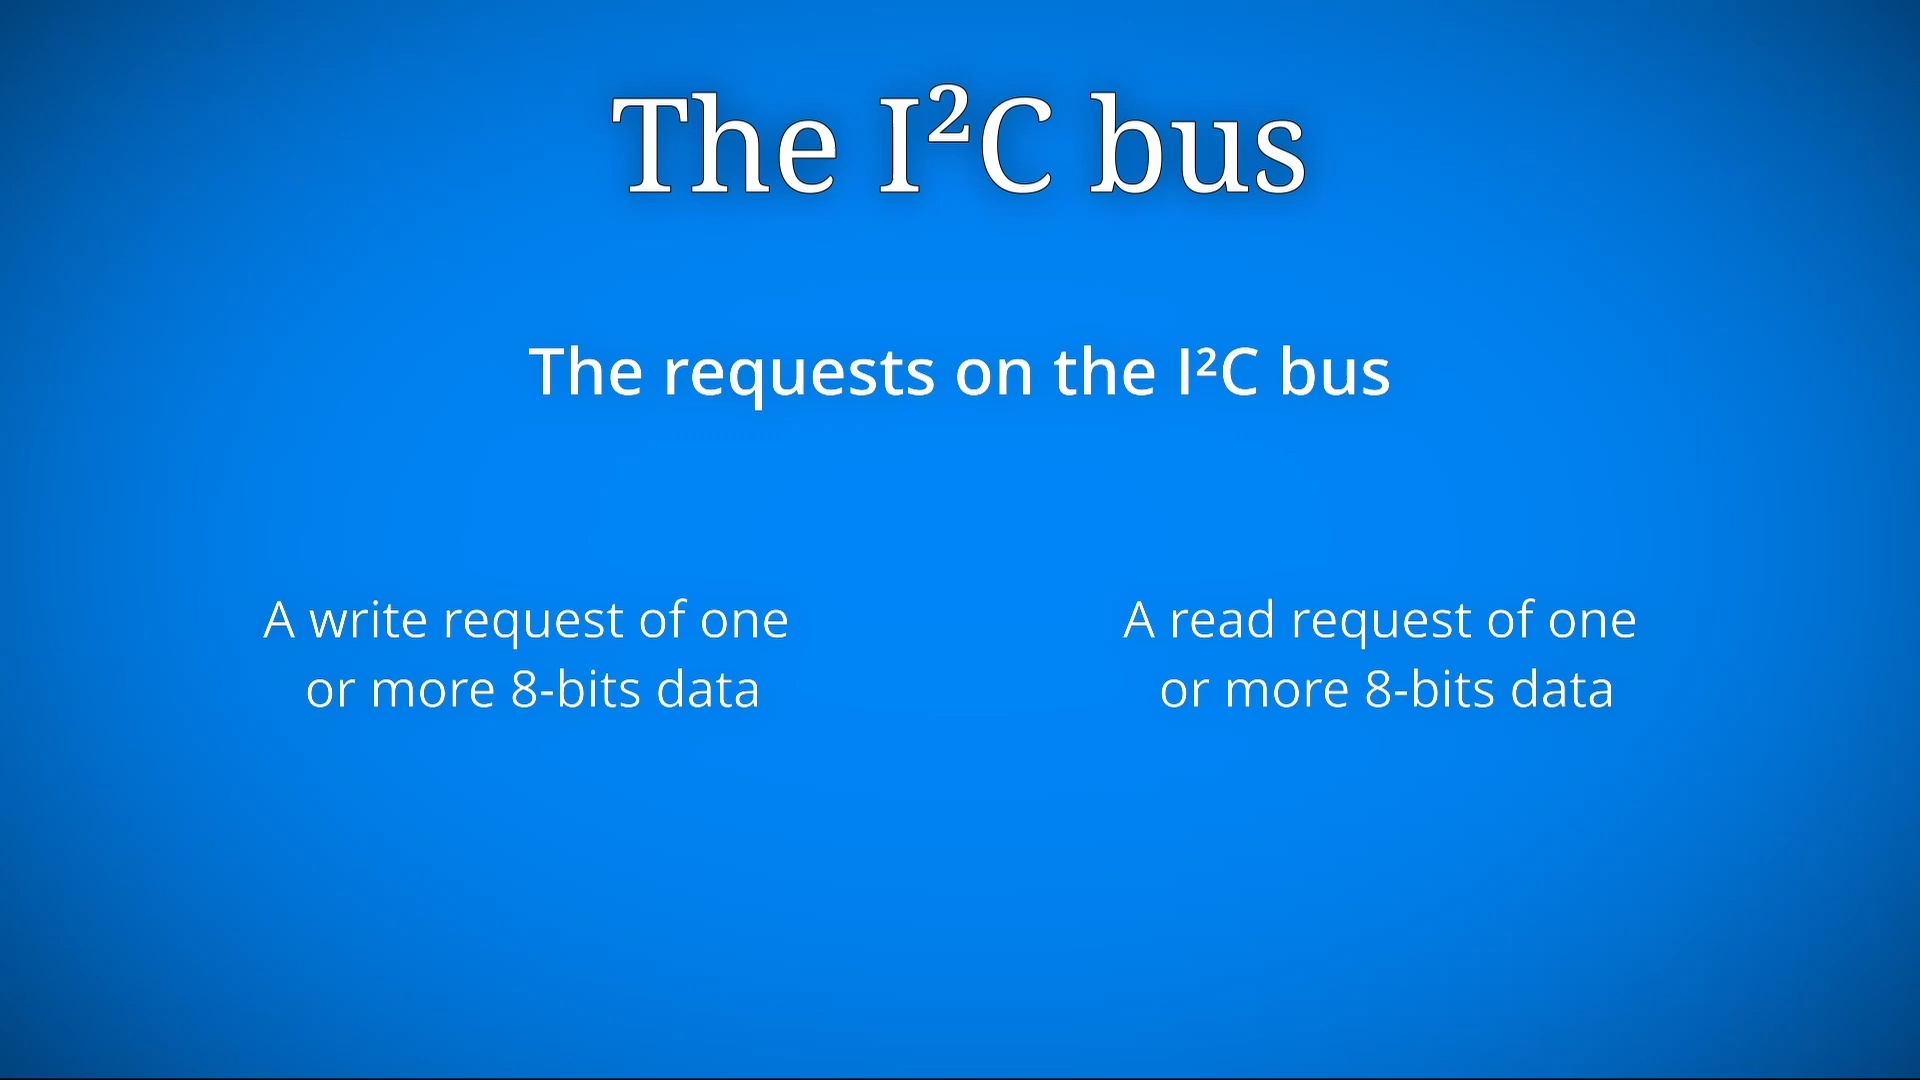 The I²C bus
The requests on the I²C bus
A write request of one
or more 8-bits data
A read request of one
or more 8-bits data